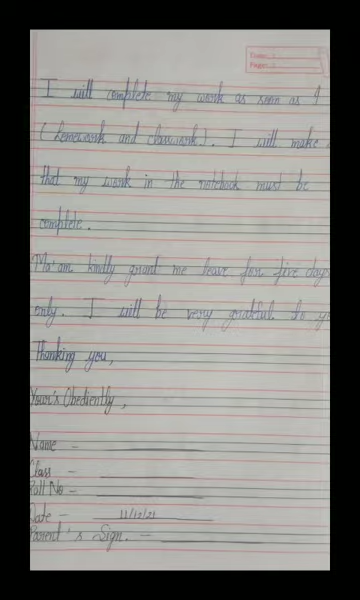 Date :
Page :
I will complete my work as soon as I
(homework and classwork). I will make
that my work in the notebook must be
complete.
Ma'am kindly grant me leave for five days
only. I will be very grateful to
Thanking you,
Your's Obediently,
Name -
Class -
Roll No -
Date - 11/12/21
Parent's Sign. -